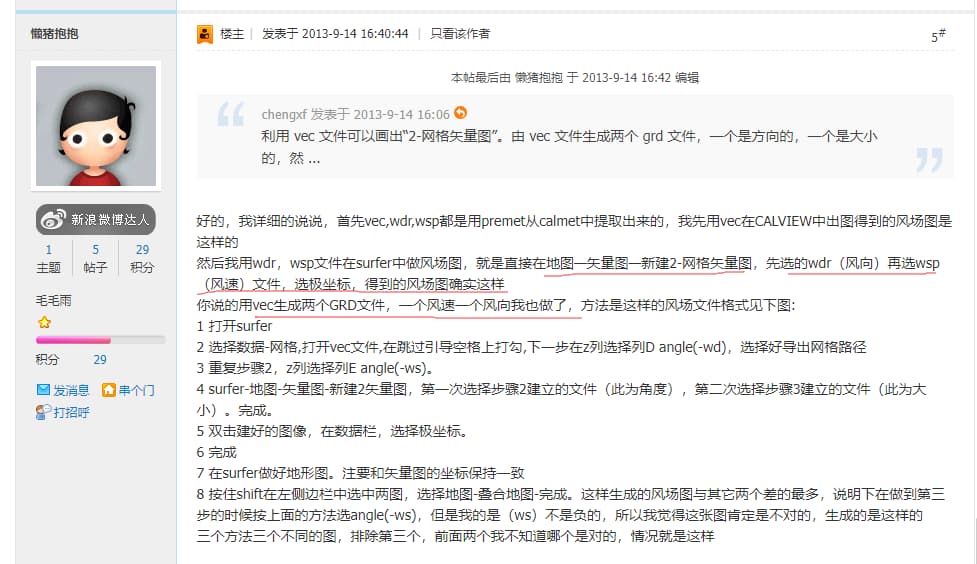 懒猪抱抱
楼主 | 发表于 2013-9-14 16:40:44 | 只看该作者
5#
本帖最后由 懒猪抱抱 于 2013-9-14 16:42 编辑
chengxf 发表于 2013-9-14 16:06
利用 vec 文件可以画出“2-网格矢量图”。由 vec 文件生成两个 grd 文件，一个是方向的，一个是大小
的，然 ...
新浪微博达人
1 5 29
主题 帖子 积分
毛毛雨
积分 29
发消息 串个门
打招呼
好的，我详细的说说，首先vec,wdr,wsp都是用premet从calmet中提取出来的，我先用vec在CALVIEW中出图得到的风场图是
这样的
然后我用wdr，wsp文件在surfer中做风场图，就是直接在地图—矢量图—新建2-网格矢量图，先选的wdr（风向）再选wsp
（风速）文件，选极坐标，得到的风场图确实这样
你说的用vec生成两个GRD文件，一个风速一个风向我也做了，方法是这样的风场文件格式见下图:
1 打开surfer
2 选择数据-网格,打开vec文件,在跳过引导空格上打勾,下一步在z列选择列D angle(-wd)，选择好导出网格路径
3 重复步骤2，z列选择列E angle(-ws)。
4 surfer-地图-矢量图-新建2矢量图，第一次选择步骤2建立的文件（此为角度），第二次选择步骤3建立的文件（此为大
小）。完成。
5 双击建好的图像，在数据栏，选择极坐标。
6 完成
7 在surfer做好地形图。注要和矢量图的坐标保持一致
8 按住shift在左侧边栏中选中两图，选择地图-叠合地图-完成。这样生成的风场图与其它两个差的最多，说明下在做到第三
步的时候按上面的方法选angle(-ws)，但是我的是（ws）不是负的，所以我觉得这张图肯定是不对的，生成的是这样的
三个方法三个不同的图，排除第三个，前面两个我不知道哪个是对的，情况就是这样